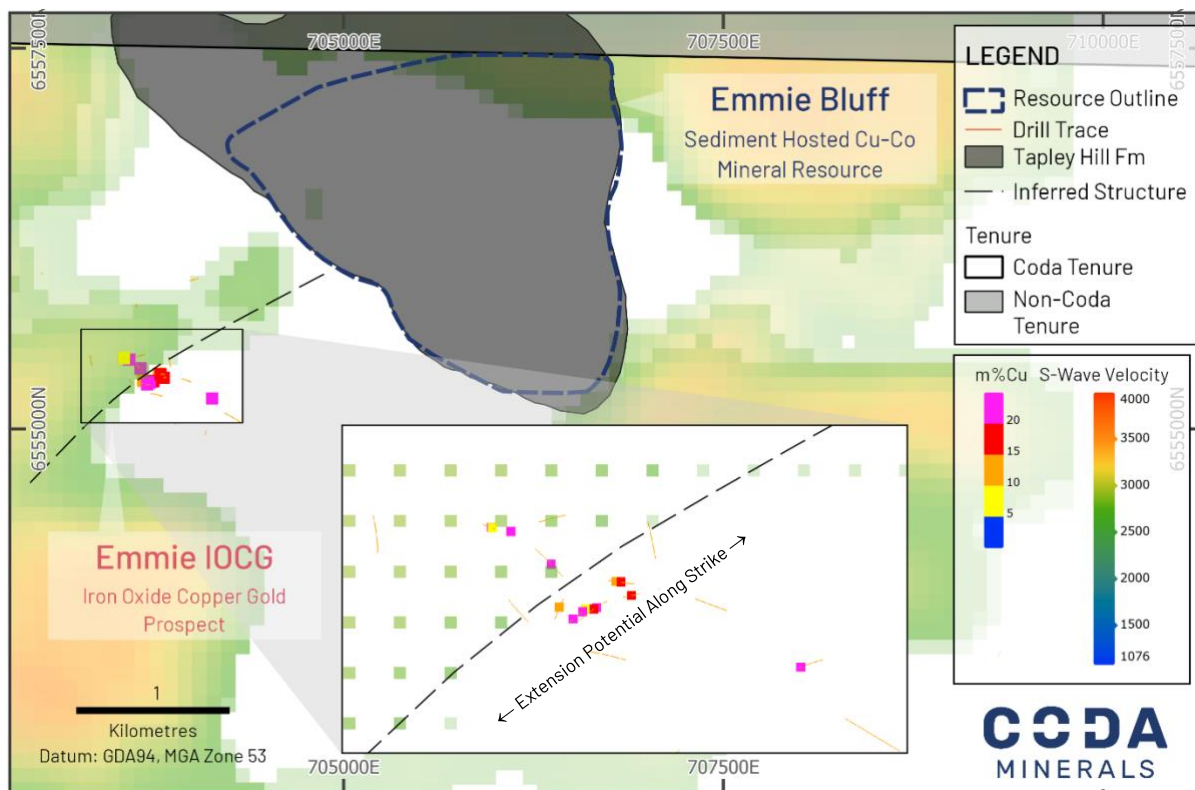 705000E
707500E
710000E
6557500N
6557500N
LEGEND
Resource Outline
Drill Trace
Tapley Hill Fm
Inferred Structure
Tenure
Coda Tenure
Non-Coda
Tenure
Emmie Bluff
Sediment Hosted Cu-Co
Mineral Resource
6555000N
6555000N
m%Cu
S-Wave Velocity
20
15
10
5
4000
3500
3000
2500
2000
1500
1076
Emmie IOCG
Iron Oxide Copper Gold
Prospect
← Extension Potential Along Strike →
1
Kilometres
Datum: GDA94, MGA Zone 53
705000E
707500E
CODA
MINERALS